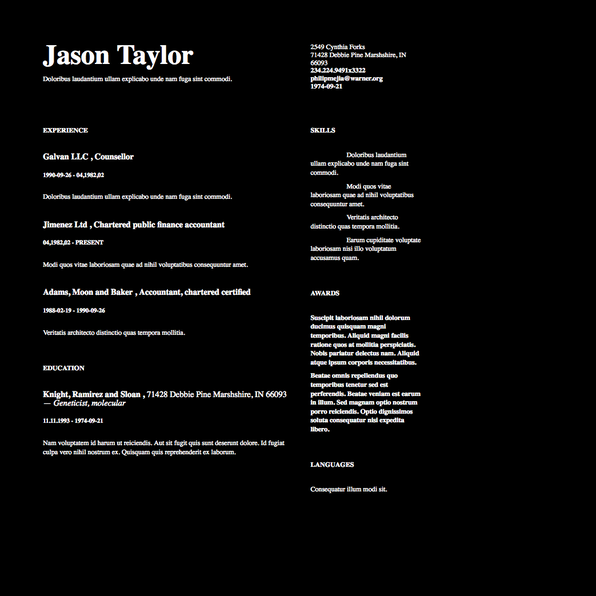 Jason Taylor
Doloribus laudantium ullam explicabo unde nam fuga sint commodi.
2549 Cynthia Forks
71428 Debbie Pine Marshshire, IN
66093
234.224.9491x3322
philipmejia@warner.org
1974-09-21
EXPERIENCE
Galvan LLC , Counsellor
1990-09-26 - 04,1982,02
Doloribus laudantium ullam explicabo unde nam fuga sint commodi.
Jimenez Ltd , Chartered public finance accountant
04,1982,02 - PRESENT
Modi quos vitae laboriosam quae ad nihil voluptatibus consequuntur amet.
Adams, Moon and Baker , Accountant, chartered certified
1988-02-19 - 1990-09-26
Veritatis architecto distinctio quas tempora mollitia.
EDUCATION
Knight, Ramirez and Sloan , 71428 Debbie Pine Marshshire, IN 66093
— Geneticist, molecular
11.11.1993 - 1974-09-21
Nam voluptatem id harum ut reiciendis. Aut sit fugit quis sunt deserunt dolore. Id fugiat
culpa vero nihil nostrum ex. Quisquam quis reprehenderit ex laborum.
SKILLS
Doloribus laudantium
ullam explicabo unde nam fuga sint
commodi.
Modi quos vitae
laboriosam quae ad nihil voluptatibus
consequuntur amet.
Veritatis architecto
distinctio quas tempora mollitia.
Earum cupiditate voluptate
laboriosam nisi illo voluptatum
accusamus quam.
AWARDS
Suscipit laboriosam nihil dolorum
ducimus quisquam magni
temporibus. Aliquid magni facilis
ratione quos at mollitia perspiciatis.
Nobis pariatur delectus nam. Aliquid
atque ipsum corporis necessitatibus.
Beatae omnis repellendus quo
temporibus tenetur sed est
perferendis. Beatae veniam est earum
in illum. Sed magnam optio nostrum
porro reiciendis. Optio dignissimos
soluta consequatur nisi expedita
libero.
LANGUAGES
Consequatur illum modi sit.